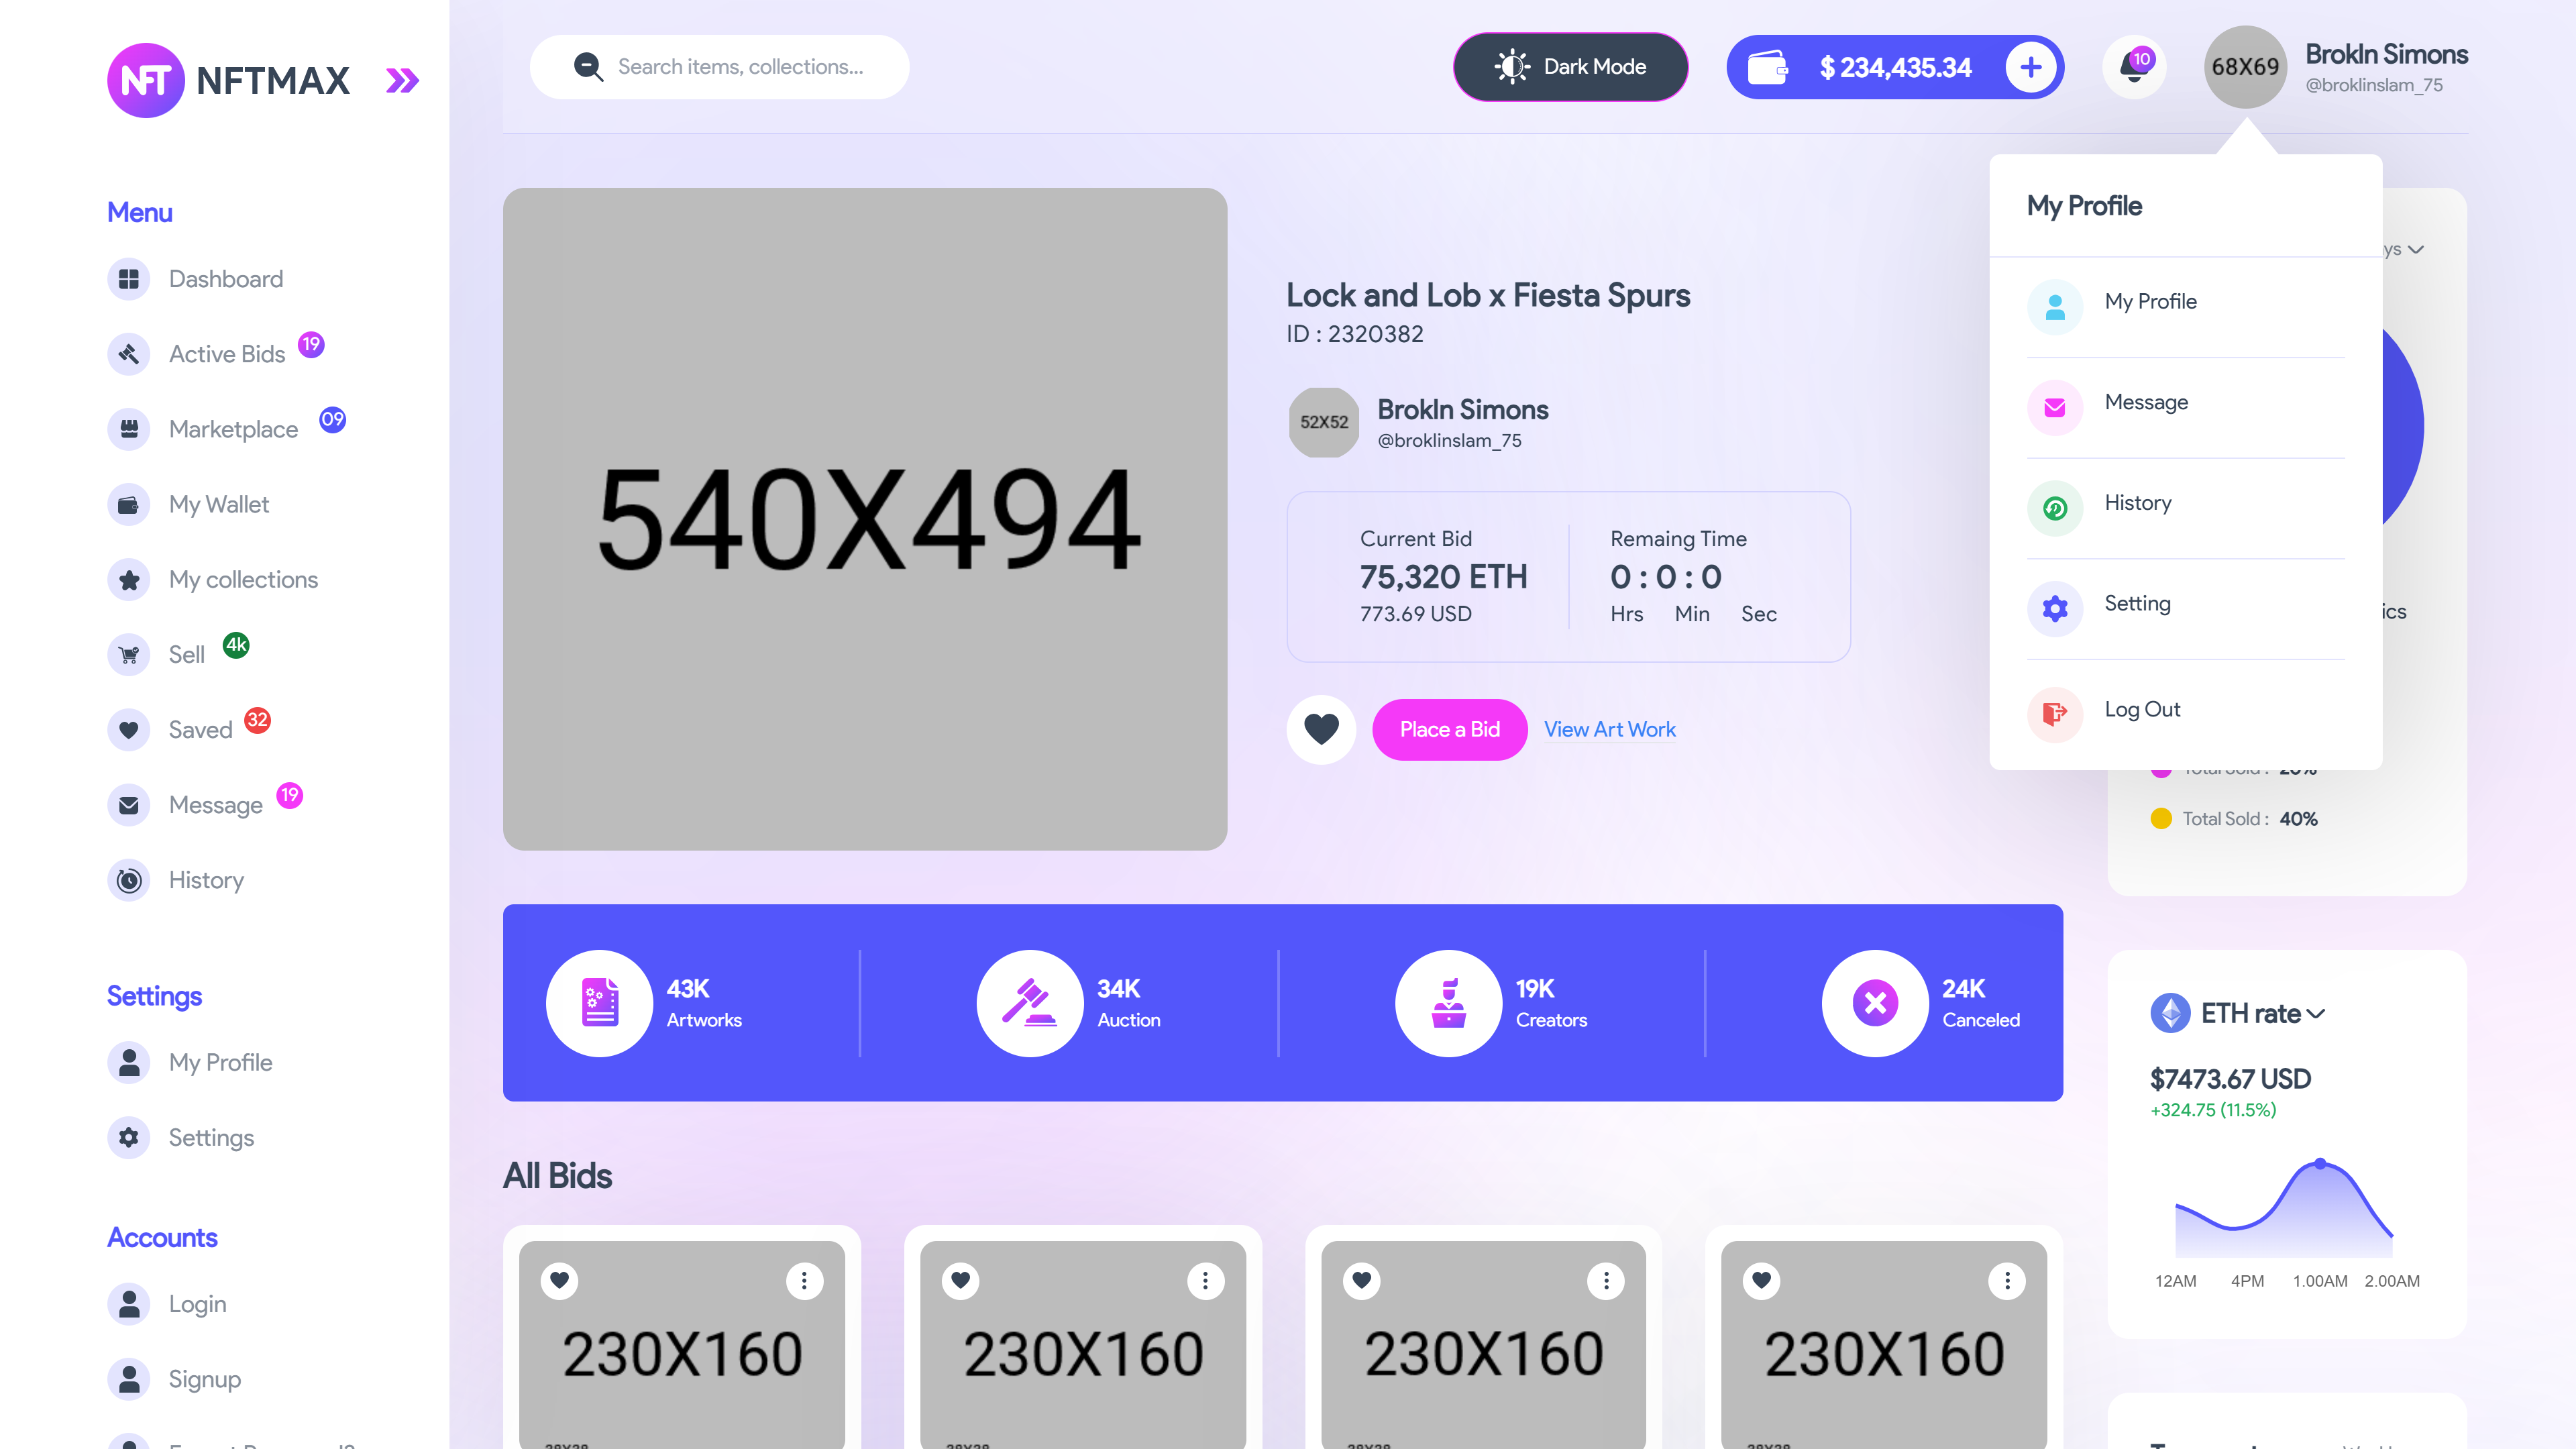 NFT NFTMAX
Menu
Dashboard
Active Bids 19
Marketplace 09
My Wallet
My collections
Sell 4k
Saved 32
Message 19
History
Settings
My Profile
Settings
Accounts
Login
Signup
Search items, collections...
Dark Mode
$ 234,435.34
10
68X69
Brokln Simons
@broklinslam_75
540X494
Lock and Lob x Fiesta Spurs
ID : 2320382
52X52
Brokln Simons
@broklinslam_75
Current Bid
75,320 ETH
773.69 USD
Remaing Time
0 : 0 : 0
Hrs Min Sec
Place a Bid
View Art Work
My Profile
My Profile
Message
History
Setting
Log Out
Total Sold : 20%
Total Sold : 40%
43K
Artworks
34K
Auction
19K
Creators
24K
Canceled
ETH rate
$7473.67 USD
+324.75 (11.5%)
12AM 4PM 1.00AM 2.00AM
All Bids
230X160
230X160
230X160
230X160